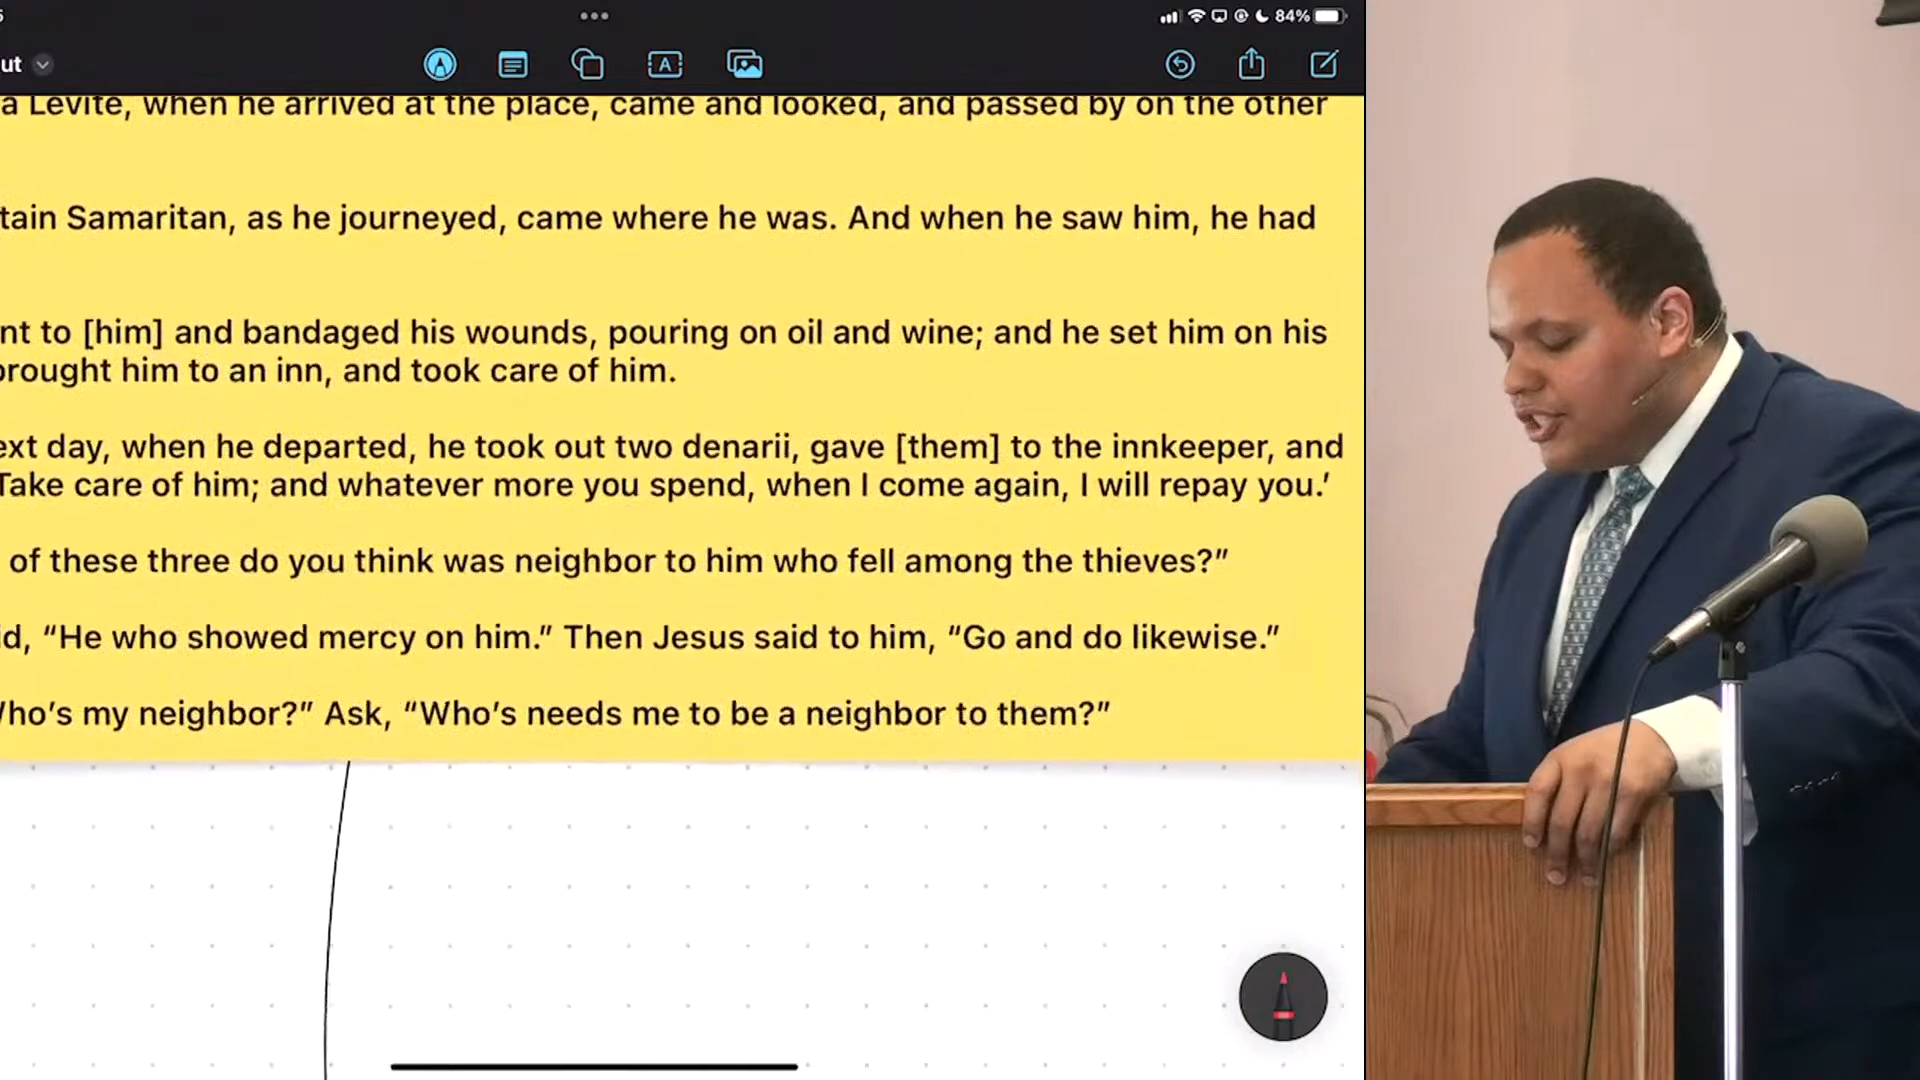 ut
84%
a Levite, when he arrived at the place, came and looked, and passed by on the other
tain Samaritan, as he journeyed, came where he was. And when he saw him, he had
nt to [him] and bandaged his wounds, pouring on oil and wine; and he set him on his
brought him to an inn, and took care of him.
ext day, when he departed, he took out two denarii, gave [them] to the innkeeper, and
Take care of him; and whatever more you spend, when I come again, I will repay you.’
of these three do you think was neighbor to him who fell among the thieves?”
id, “He who showed mercy on him.” Then Jesus said to him, “Go and do likewise.”
Who’s my neighbor?” Ask, “Who’s needs me to be a neighbor to them?”